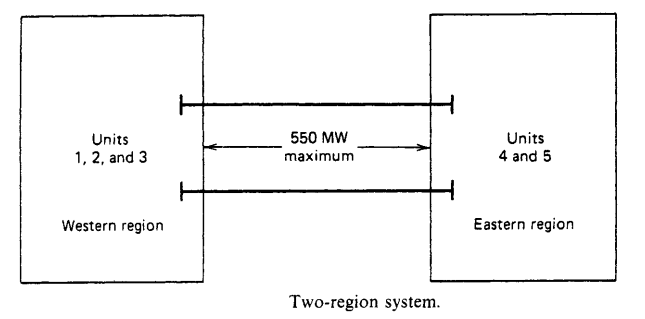 Units
1, 2, and 3
Western region
550 MW
maximum
Units
4 and 5
Eastern region
Two-region system.